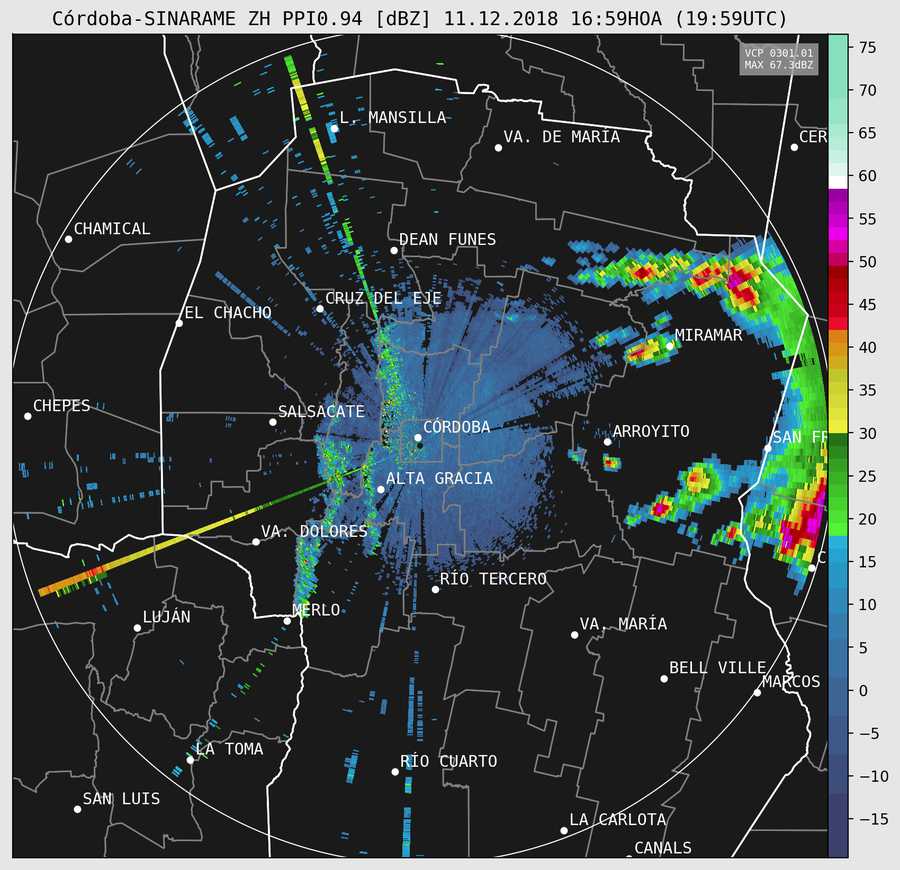 Córdoba-SINARAME ZH PPI0.94 [dBZ] 11.12.2018 16:59HOA (19:59UTC)
VCP 0301.01
MAX 67.3dBZ
L. MANSILLA
VA. DE MARÍA
CER
CHAMICAL
DEAN FUNES
CRUZ DEL EJE
EL CHACHO
MIRAMAR
CHEPES
SALSACATE
CÓRDOBA
ARROYITO
SAN FR
ALTA GRACIA
VA. DOLORES
C
RÍO TERCERO
MERLO
LUJÁN
VA. MARÍA
BELL VILLE
MARCOS
LA TOMA
RÍO CUARTO
SAN LUIS
LA CARLOTA
CANALS
75
70
65
60
55
50
45
40
35
30
25
20
15
10
5
0
−5
−10
−15